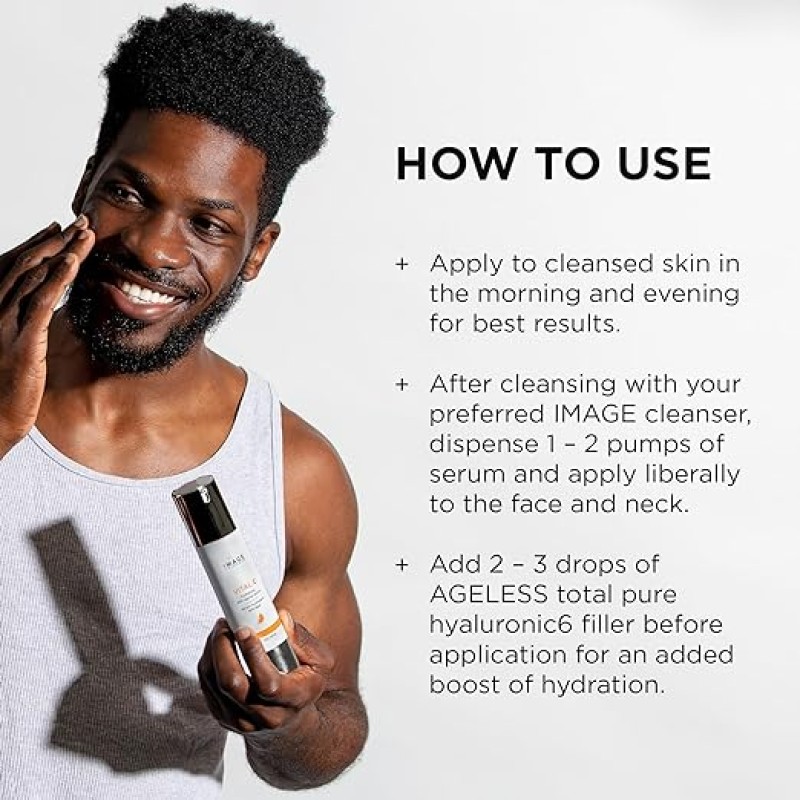 HOW TO USE
+ Apply to cleansed skin in
the morning and evening
for best results.
+ After cleansing with your
preferred IMAGE cleanser,
dispense 1 – 2 pumps of
serum and apply liberally
to the face and neck.
+ Add 2 – 3 drops of
AGELESS total pure
hyaluronic6 filler before
application for an added
boost of hydration.
IMAGE
VITAL C